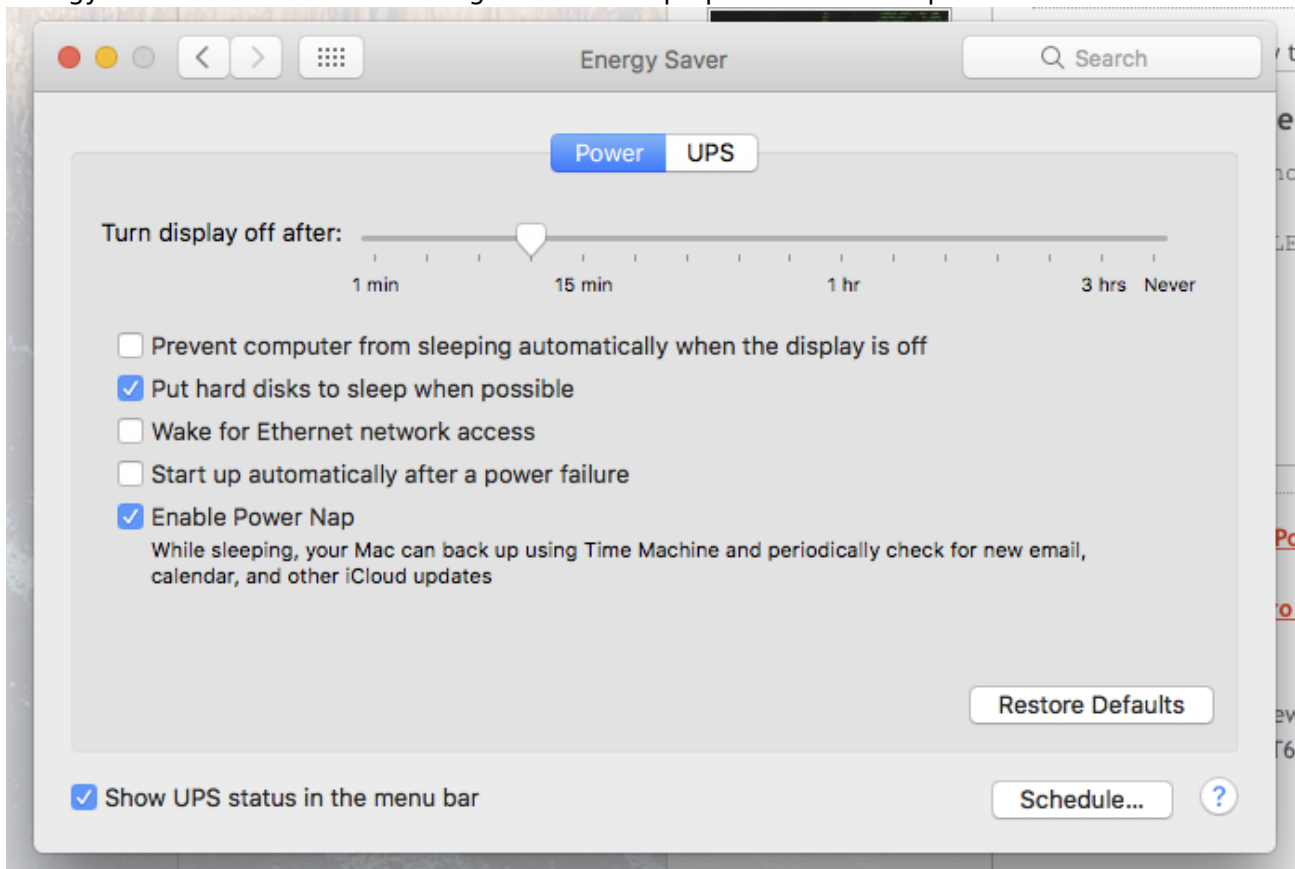 Energy Saver
Search
Power UPS
Turn display off after:
1 min 15 min 1 hr 3 hrs Never
Prevent computer from sleeping automatically when the display is off
Put hard disks to sleep when possible
Wake for Ethernet network access
Start up automatically after a power failure
Enable Power Nap
While sleeping, your Mac can back up using Time Machine and periodically check for new email,
calendar, and other iCloud updates
Restore Defaults
Show UPS status in the menu bar
Schedule...
?